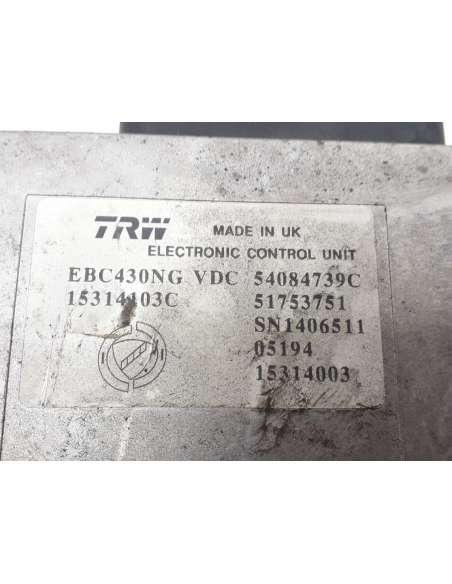 TRW MADE IN UK
ELECTRONIC CONTROL UNIT
EBC430NG VDC 54084739C
15314103C 51753751
SN1406511
05194
15314003